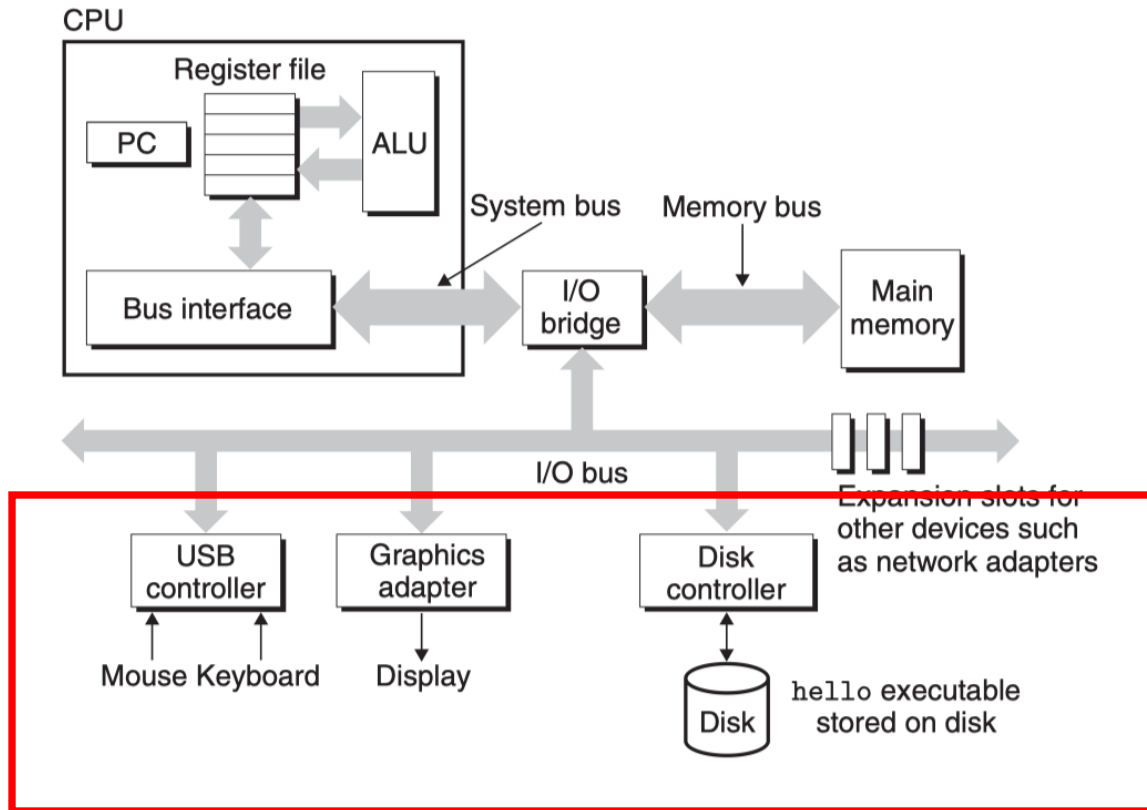 CPU
Register file
PC
ALU
System bus
Memory bus
Bus interface
I/O
bridge
Main
memory
I/O bus
Expansion slots for
other devices such
as network adapters
USB
controller
Graphics
adapter
Disk
controller
Mouse Keyboard
Display
Disk
hello executable
stored on disk